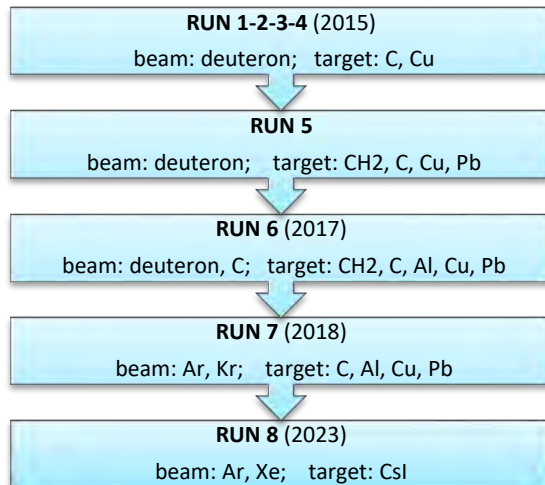 RUN 1-2-3-4 (2015)
beam: deuteron; target: C, Cu
RUN 5
beam: deuteron; target: CH2, C, Cu, Pb
RUN 6 (2017)
beam: deuteron, C; target: CH2, C, Al, Cu, Pb
RUN 7 (2018)
beam: Ar, Kr; target: C, Al, Cu, Pb
RUN 8 (2023)
beam: Ar, Xe; target: CsI